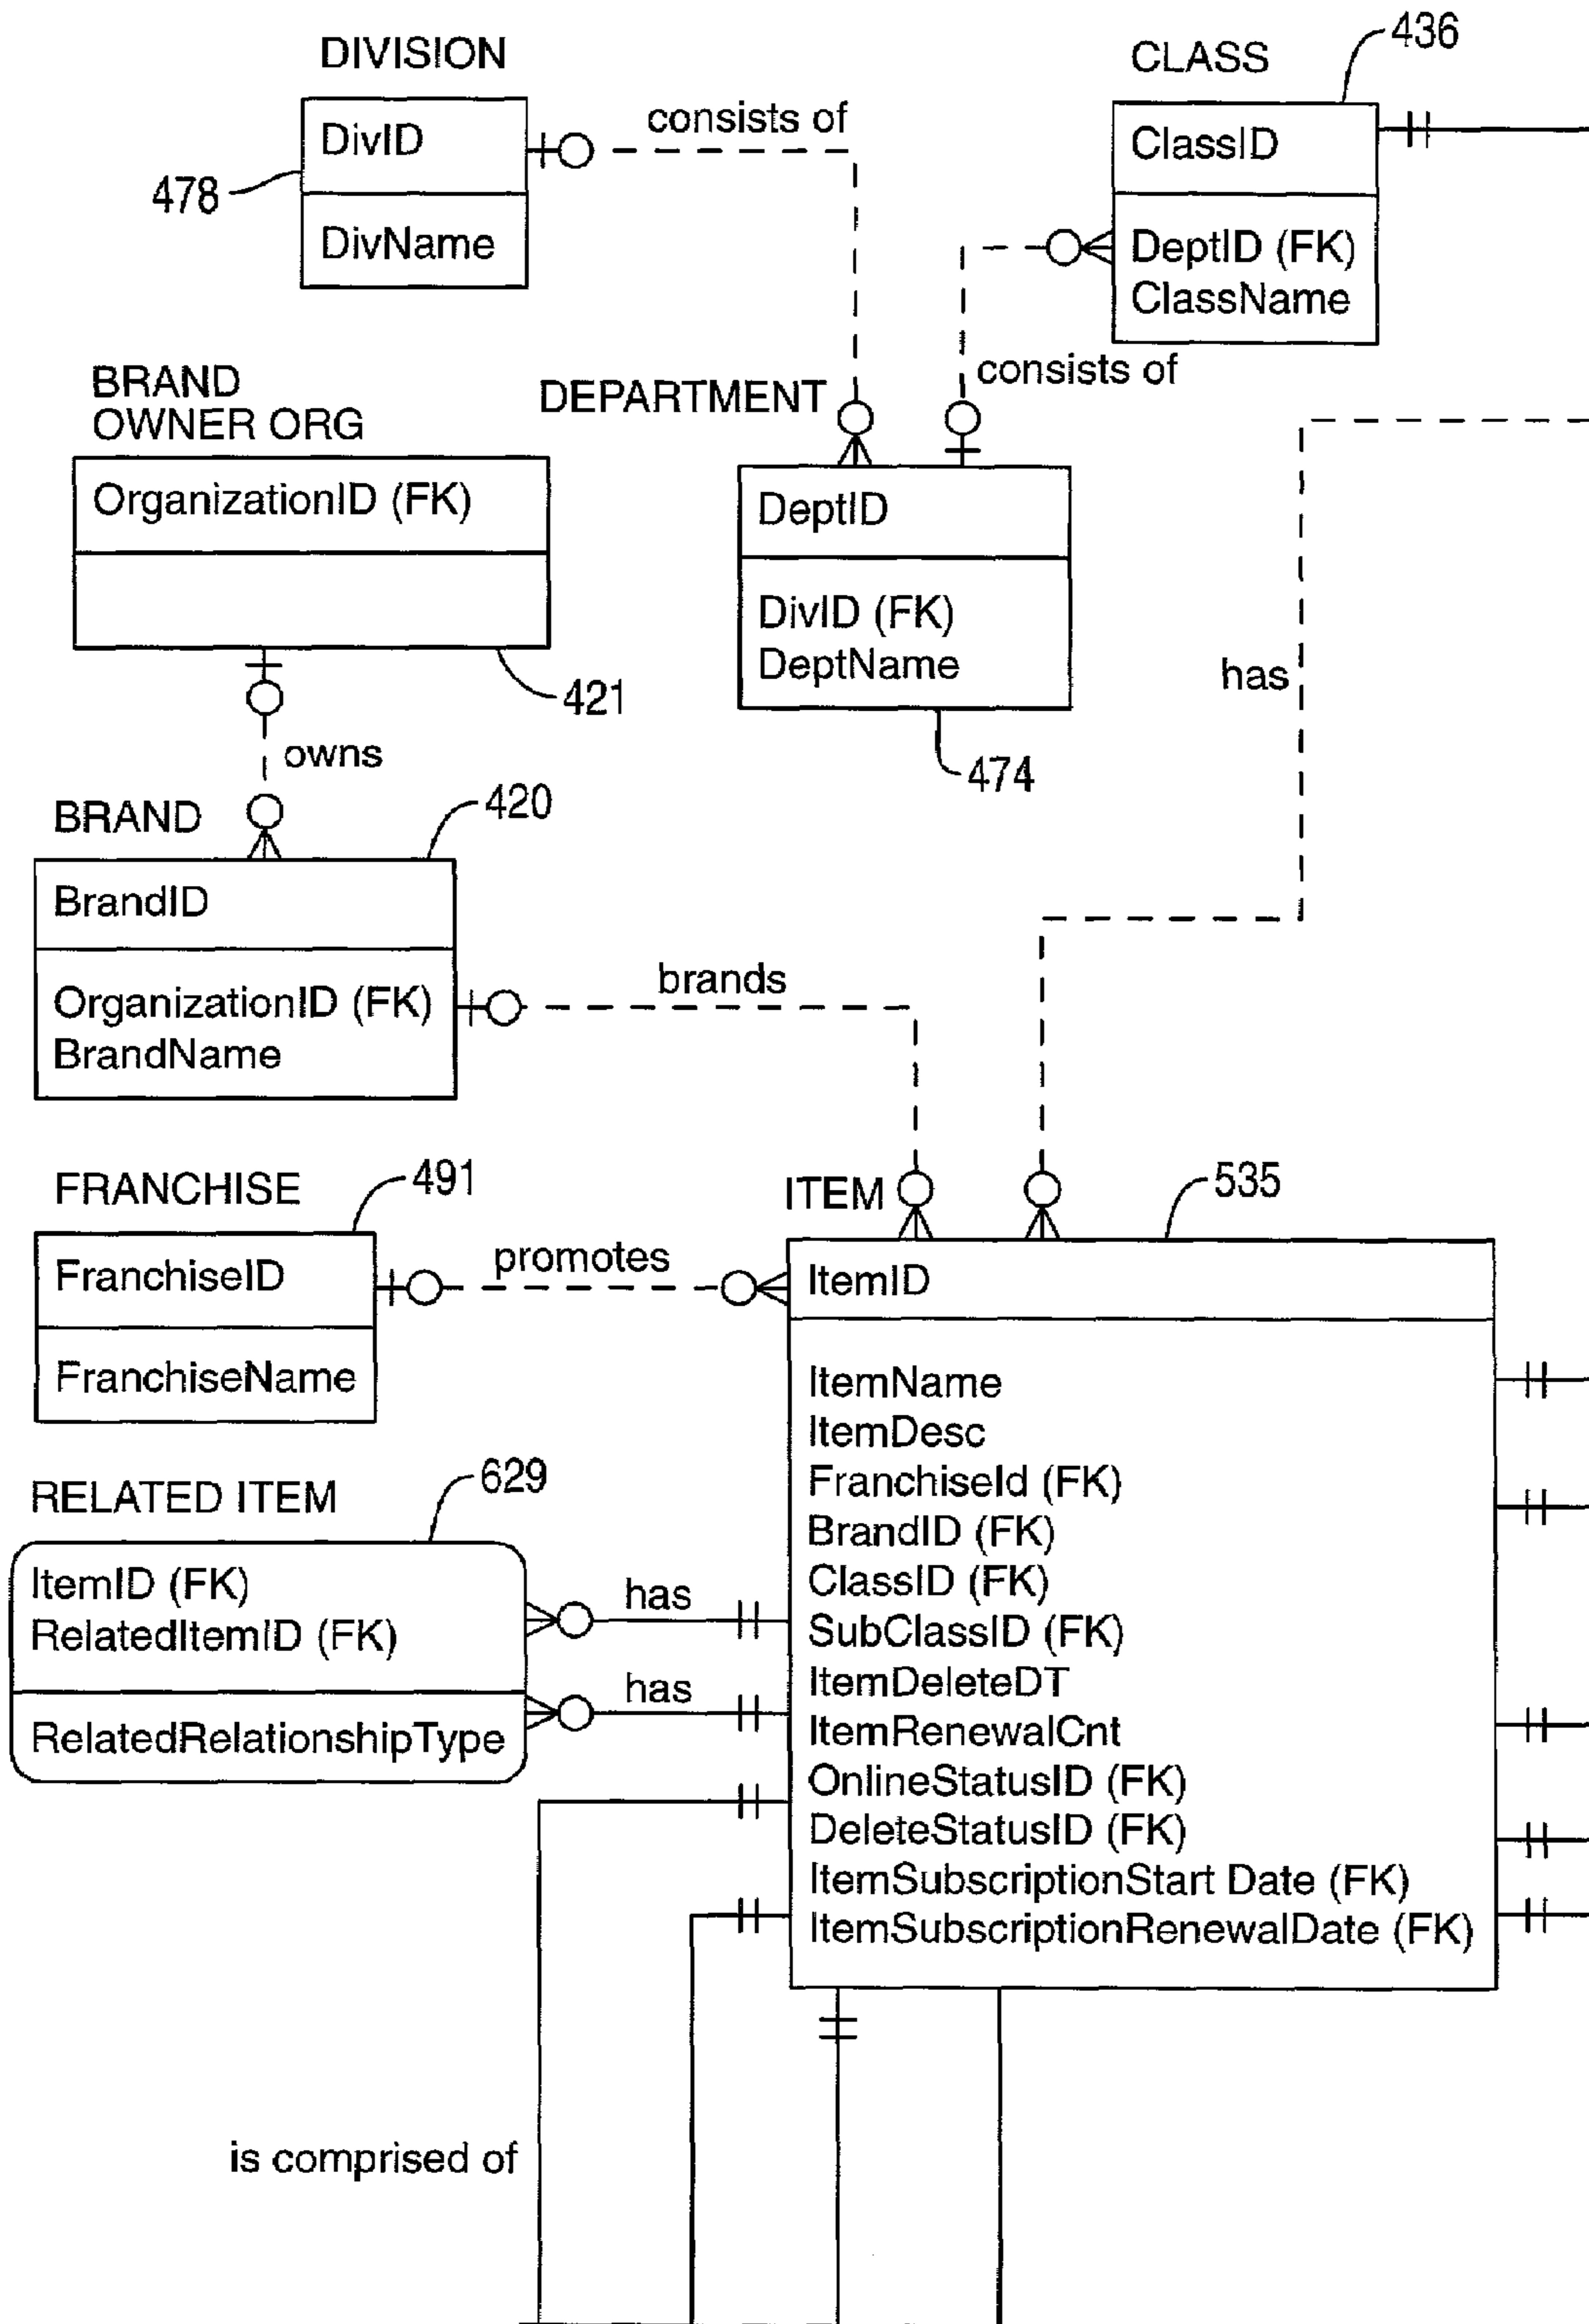 DIVISION
DivID
DivName
478
consists of
CLASS
436
ClassID
DeptID (FK)
ClassName
consists of
BRAND
OWNER ORG
OrganizationID (FK)
421
owns
DEPARTMENT
DeptID
DivID (FK)
DeptName
474
has
BRAND
420
BrandID
OrganizationID (FK)
BrandName
brands
FRANCHISE
491
FranchiseID
FranchiseName
promotes
ITEM
535
ItemID
ItemName
ItemDesc
FranchiseId (FK)
BrandID (FK)
ClassID (FK)
SubClassID (FK)
ItemDeleteDT
ItemRenewalCnt
OnlineStatusID (FK)
DeleteStatusID (FK)
ItemSubscriptionStart Date (FK)
ItemSubscriptionRenewalDate (FK)
RELATED ITEM
629
ItemID (FK)
RelatedItemID (FK)
RelatedRelationshipType
has
has
is comprised of